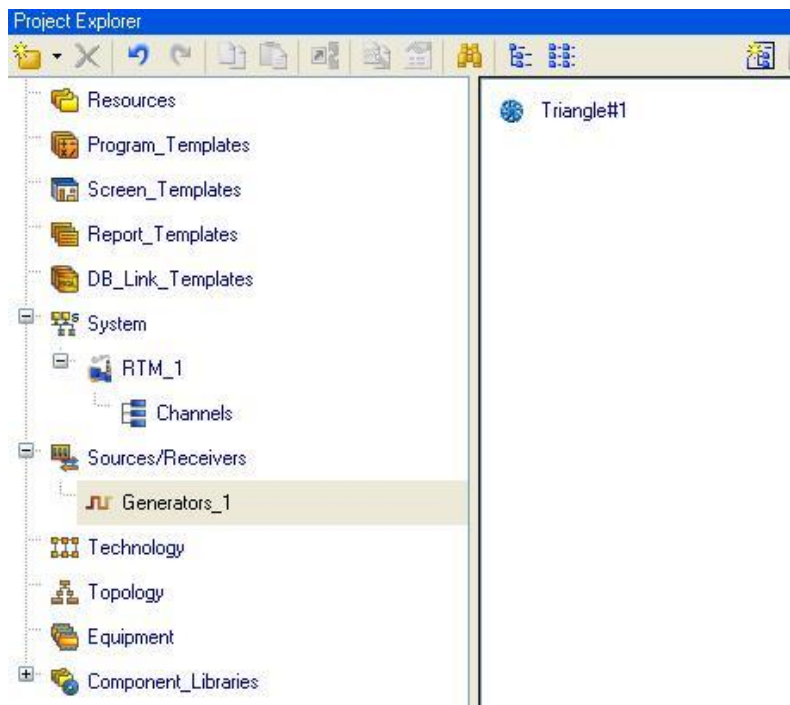 Project Explorer
Resources
Triangle#1
Program_Templates
Screen_Templates
Report_Templates
DB_Link_Templates
System
RTM_1
Channels
Sources/Receivers
Generators_1
Technology
Topology
Equipment
Component_Libraries